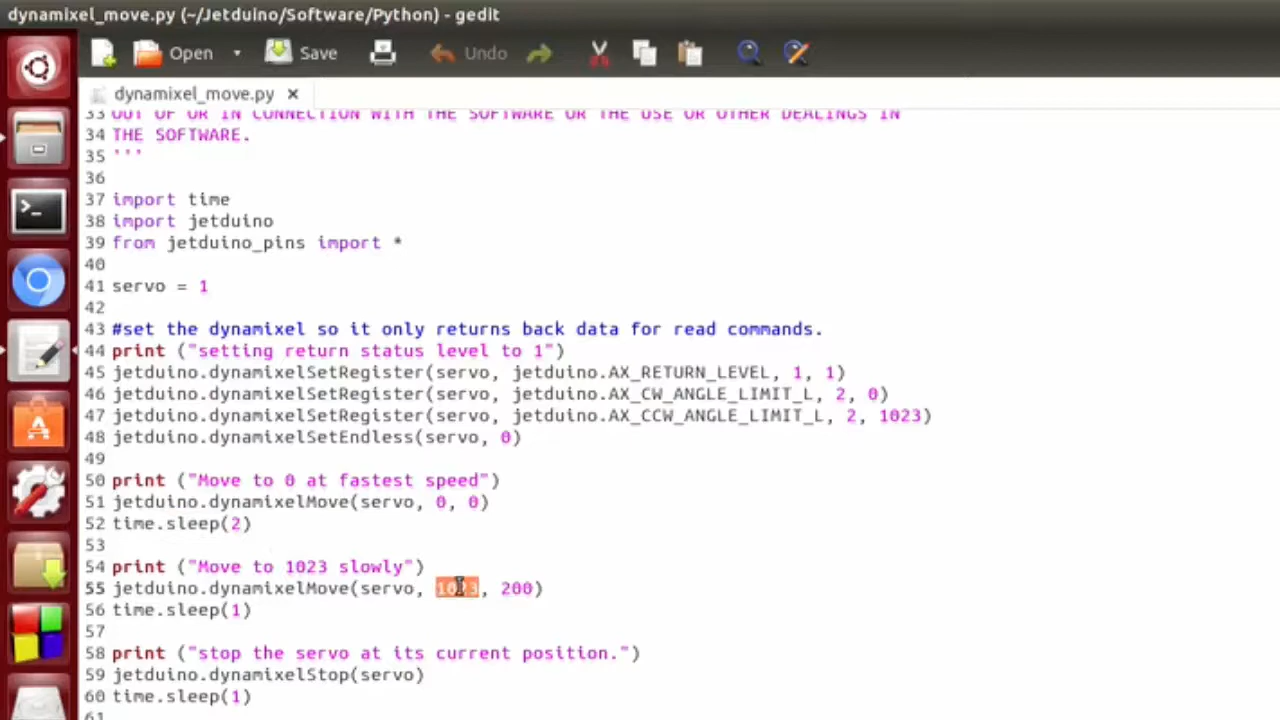 dynamixel_move.py (~/Jetduino/Software/Python) - gedit
Open Save Undo
dynamixel_move.py ×
33 OUT OF OR IN CONNECTION WITH THE SOFTWARE OR THE USE OR OTHER DEALINGS IN
34 THE SOFTWARE.
35 '''
36
37 import time
38 import jetduino
39 from jetduino_pins import *
40
41 servo = 1
42
43 #set the dynamixel so it only returns back data for read commands.
44 print ("setting return status level to 1")
45 jetduino.dynamixelSetRegister(servo, jetduino.AX_RETURN_LEVEL, 1, 1)
46 jetduino.dynamixelSetRegister(servo, jetduino.AX_CW_ANGLE_LIMIT_L, 2, 0)
47 jetduino.dynamixelSetRegister(servo, jetduino.AX_CCW_ANGLE_LIMIT_L, 2, 1023)
48 jetduino.dynamixelSetEndless(servo, 0)
49
50 print ("Move to 0 at fastest speed")
51 jetduino.dynamixelMove(servo, 0, 0)
52 time.sleep(2)
53
54 print ("Move to 1023 slowly")
55 jetduino.dynamixelMove(servo, 1023, 200)
56 time.sleep(1)
57
58 print ("stop the servo at its current position.")
59 jetduino.dynamixelStop(servo)
60 time.sleep(1)
61